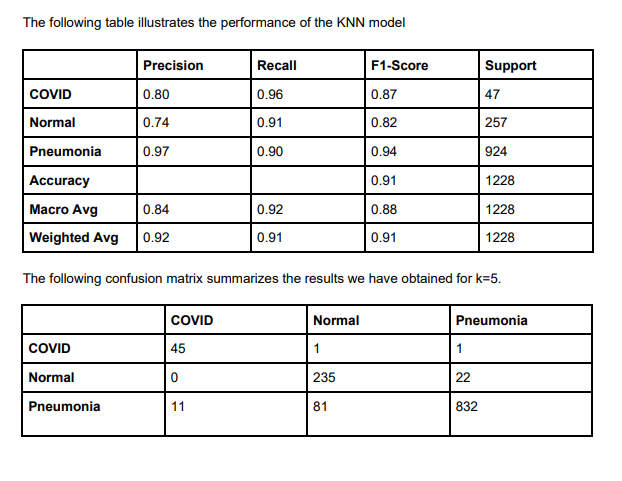 The following table illustrates the performance of the KNN model
Precision Recall F1-Score Support
COVID 0.80 0.96 0.87 47
Normal 0.74 0.91 0.82 257
Pneumonia 0.97 0.90 0.94 924
Accuracy 0.91 1228
Macro Avg 0.84 0.92 0.88 1228
Weighted Avg 0.92 0.91 0.91 1228
The following confusion matrix summarizes the results we have obtained for k=5.
COVID Normal Pneumonia
COVID 45 1 1
Normal 0 235 22
Pneumonia 11 81 832